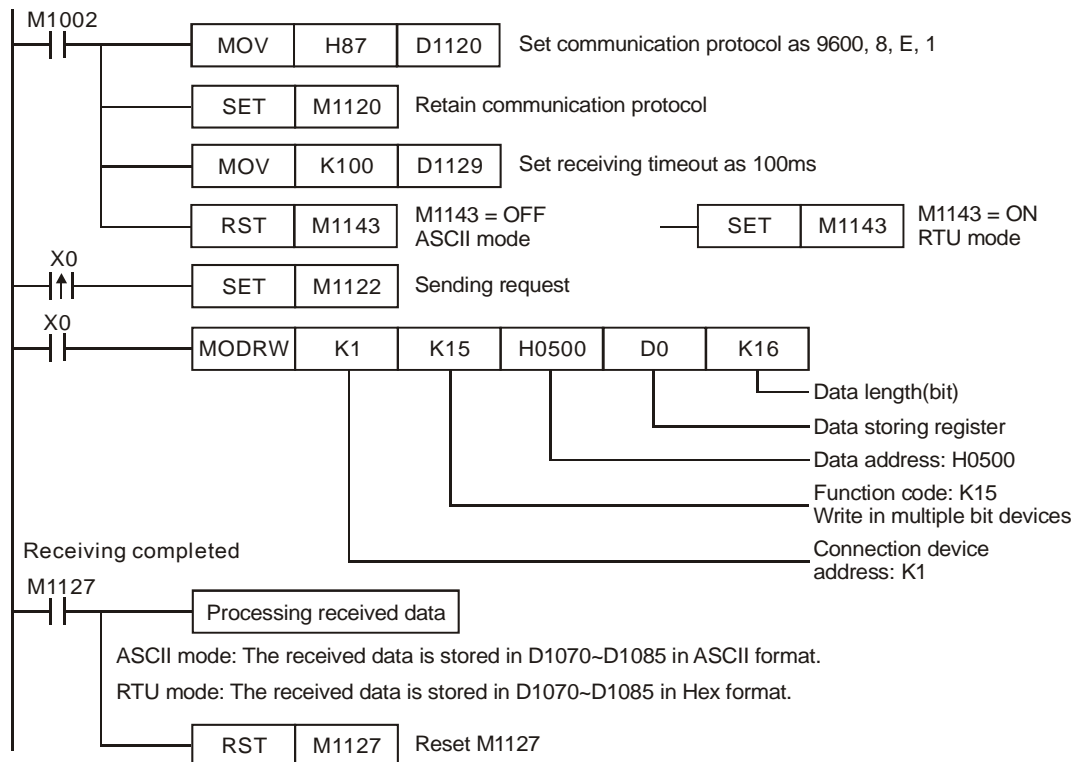 M1002
MOV H87 D1120 Set communication protocol as 9600, 8, E, 1
SET M1120 Retain communication protocol
MOV K100 D1129 Set receiving timeout as 100ms
RST M1143 M1143 = OFF
ASCII mode
SET M1143 M1143 = ON
RTU mode
X0
SET M1122 Sending request
X0
MODRW K1 K15 H0500 D0 K16
Data length(bit)
Data storing register
Data address: H0500
Function code: K15
Write in multiple bit devices
Connection device
address: K1
Receiving completed
M1127
Processing received data
ASCII mode: The received data is stored in D1070~D1085 in ASCII format.
RTU mode: The received data is stored in D1070~D1085 in Hex format.
RST M1127 Reset M1127